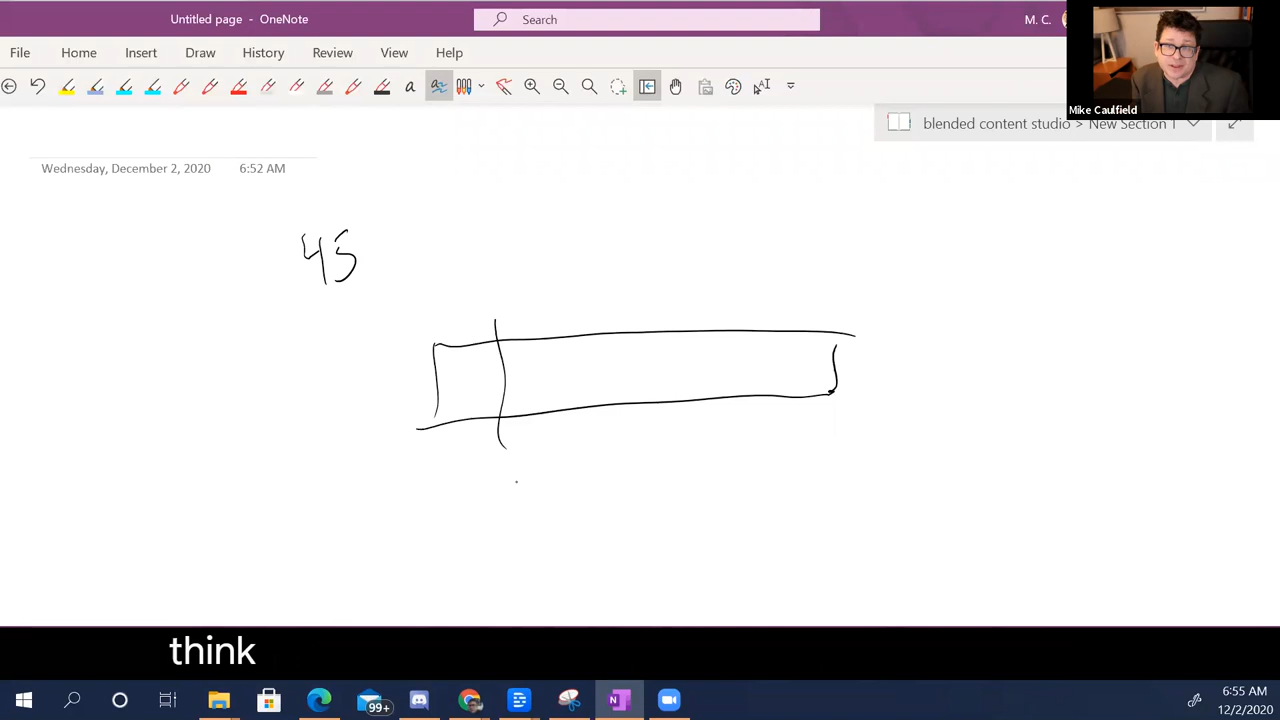 Untitled page - OneNote
Search
M. C.
File Home Insert Draw History Review View Help
Mike Caulfield
blended content studio > New Section 1
Wednesday, December 2, 2020 6:52 AM
45
think
99+
6:55 AM
12/2/2020